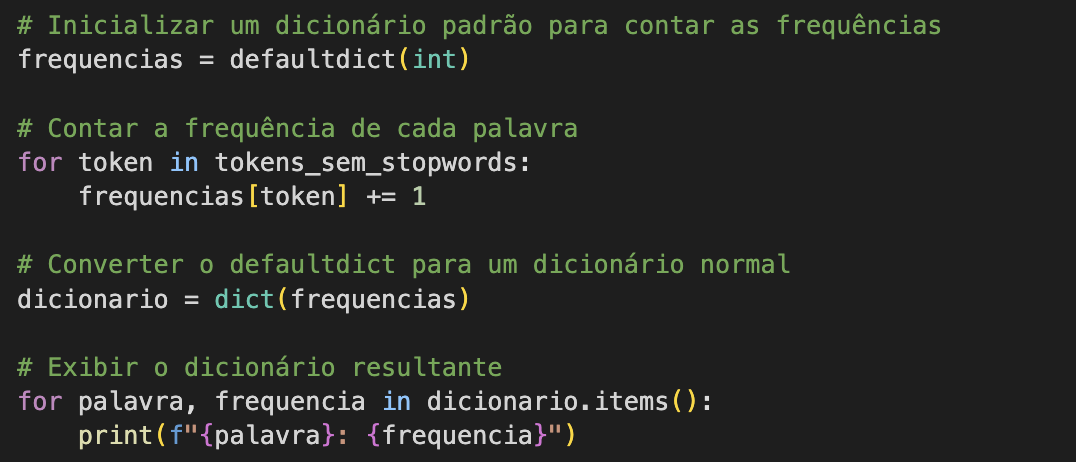 # Inicializar um dicionário padrão para contar as frequências
frequencias = defaultdict(int)
# Contar a frequência de cada palavra
for token in tokens_sem_stopwords:
    frequencias[token] += 1
# Converter o defaultdict para um dicionário normal
dicionario = dict(frequencias)
# Exibir o dicionário resultante
for palavra, frequencia in dicionario.items():
    print(f"{palavra}: {frequencia}")